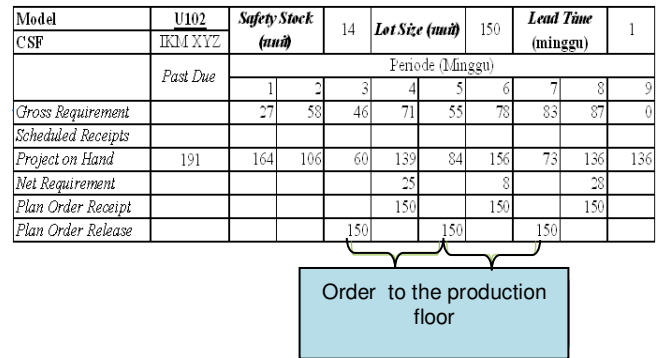 Model U102 Safety Stock (unit) 14 Lot Size (unit) 150 Lead Time (minggu) 1
CSF IKM XYZ
Past Due Periode (Minggu)
1 2 3 4 5 6 7 8 9
Gross Requirement 27 58 46 71 55 78 83 87 0
Scheduled Receipts
Project on Hand 191 164 106 60 139 84 156 73 136 136
Net Requirement 25 8 28
Plan Order Receipt 150 150 150
Plan Order Release 150 150 150
Order to the production
floor